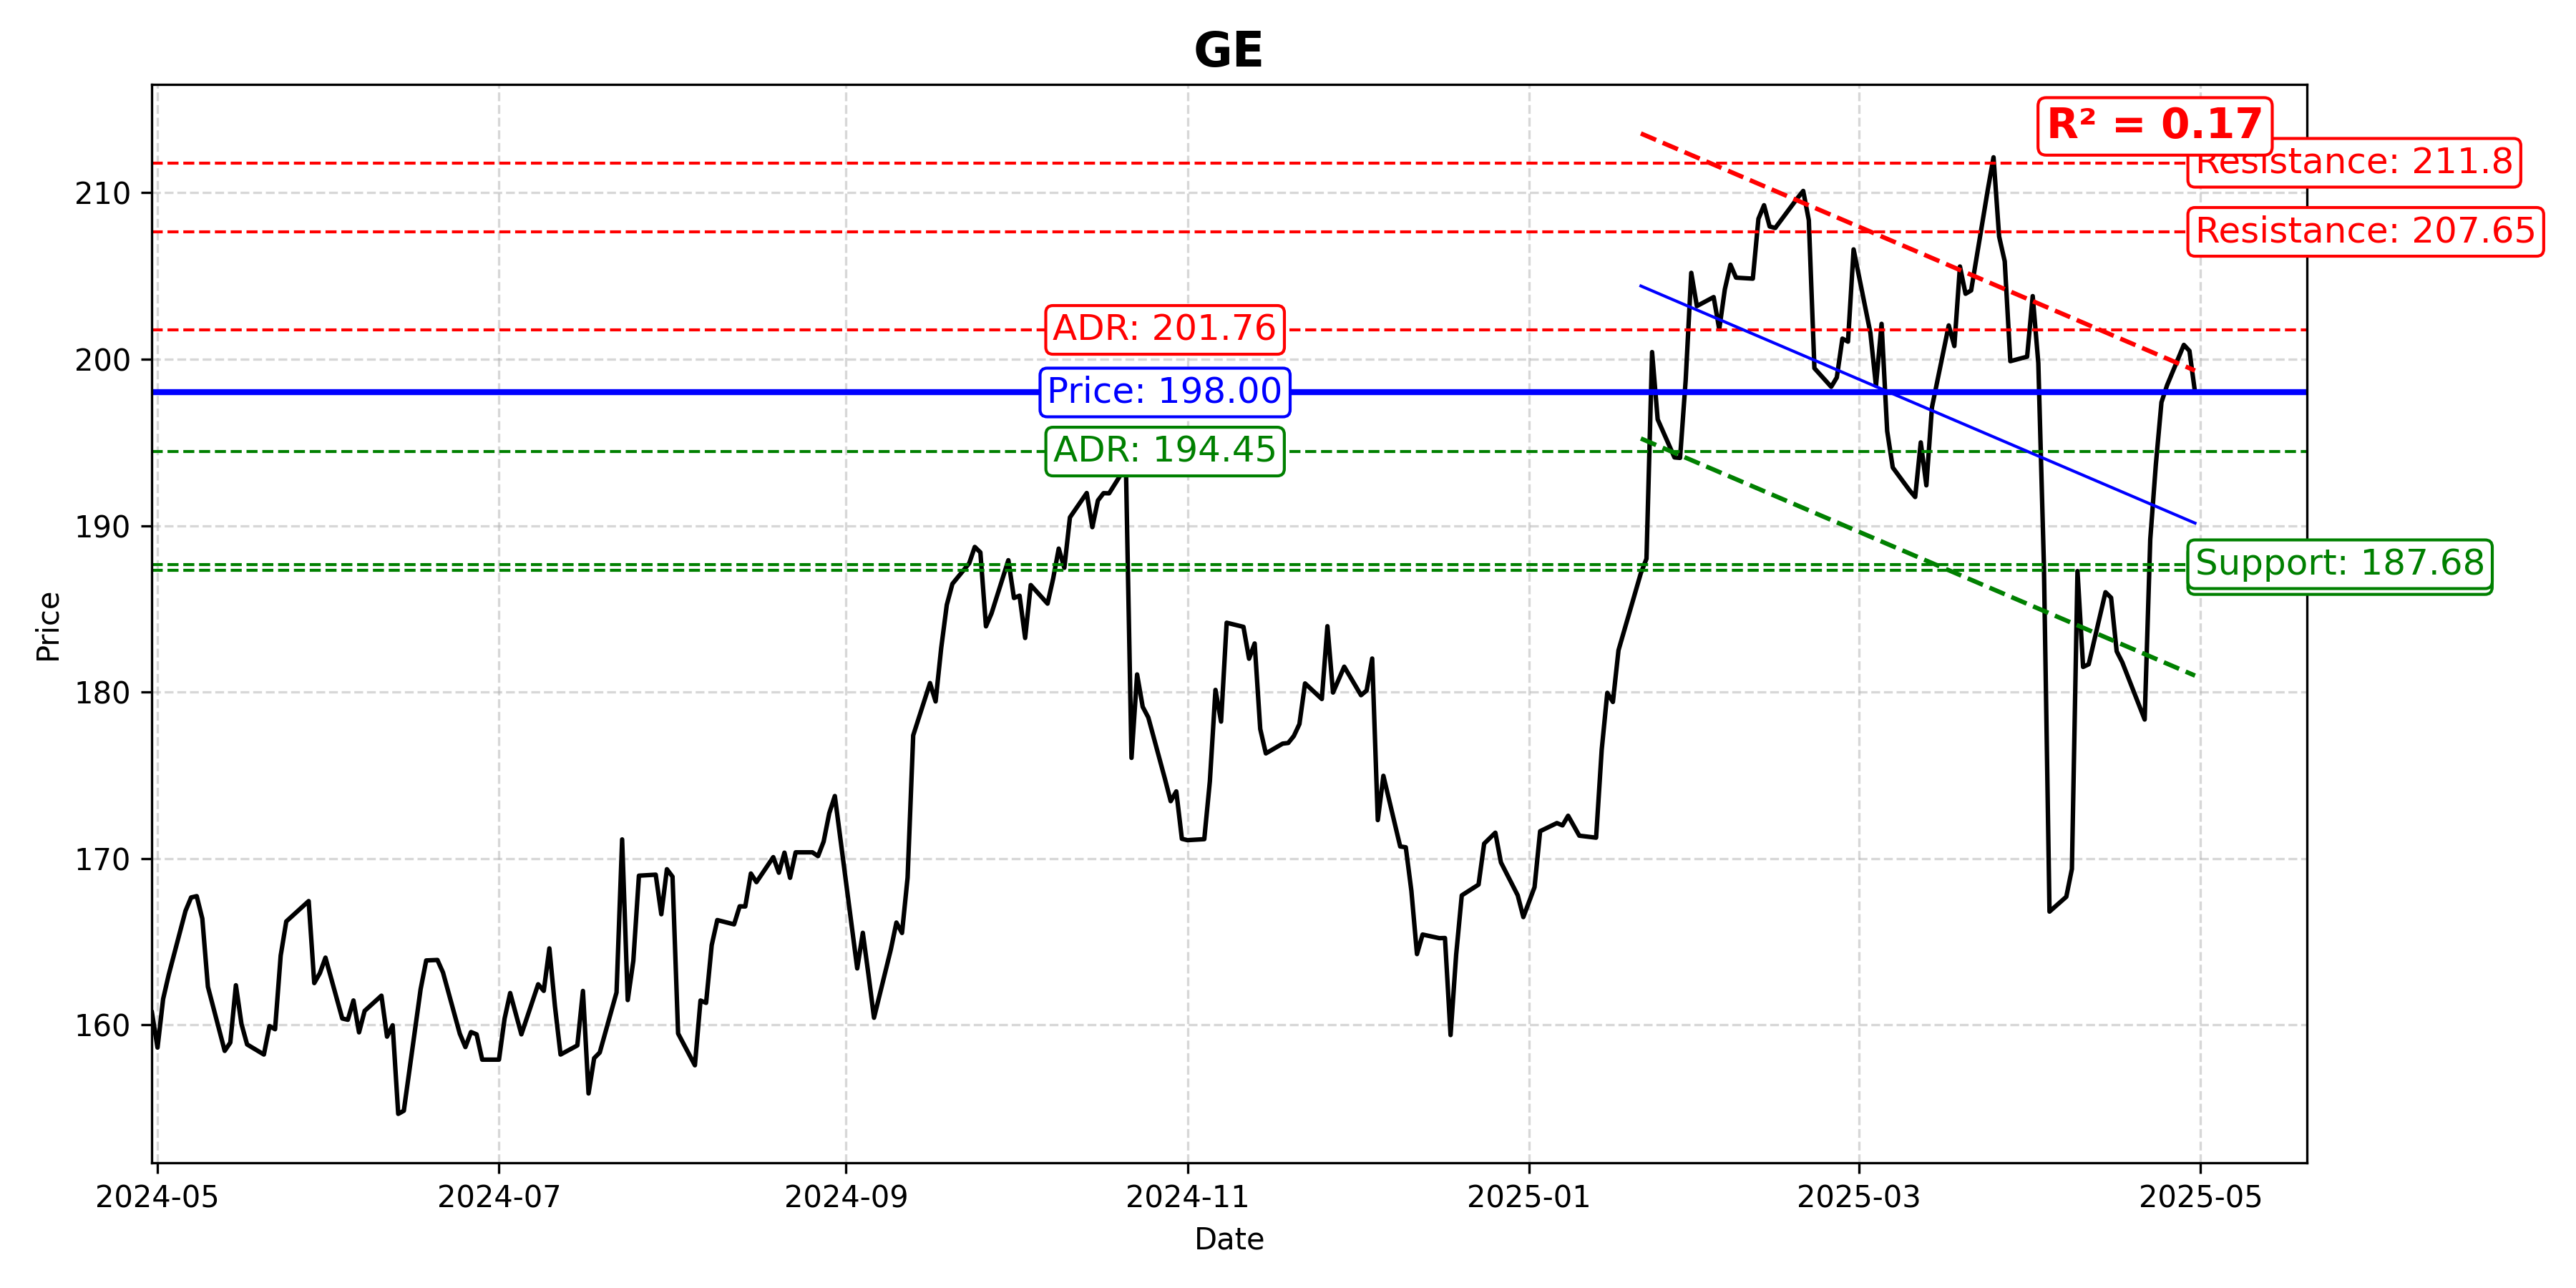 GE
R² = 0.17
Resistance: 211.8
210
Resistance: 207.65
ADR: 201.76
200
Price: 198.00
ADR: 194.45
190
Support: 187.68
180
170
160
Price
2024-05
2024-07
2024-09
2024-11
2025-01
2025-03
2025-05
Date